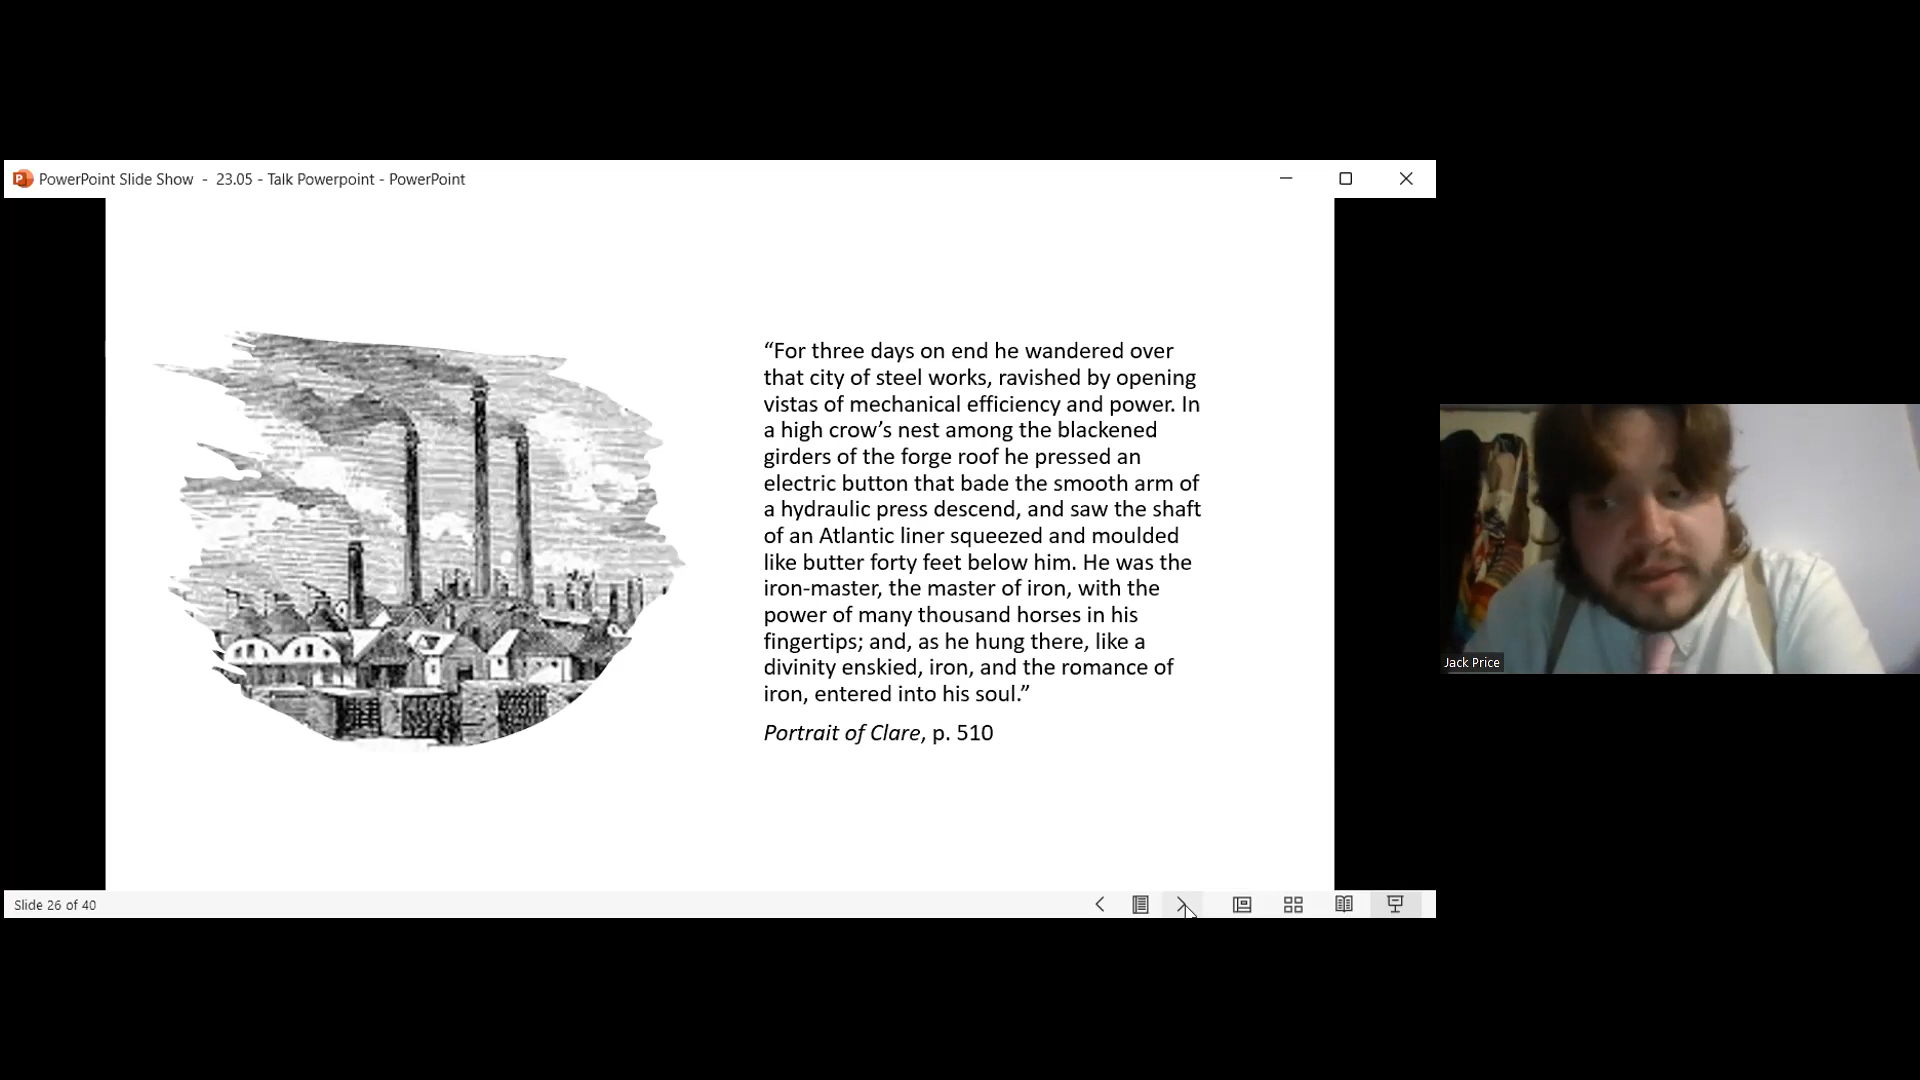 PowerPoint Slide Show - 23.05 - Talk Powerpoint - PowerPoint
“For three days on end he wandered over
that city of steel works, ravished by opening
vistas of mechanical efficiency and power. In
a high crow’s nest among the blackened
girders of the forge roof he pressed an
electric button that bade the smooth arm of
a hydraulic press descend, and saw the shaft
of an Atlantic liner squeezed and moulded
like butter forty feet below him. He was the
iron-master, the master of iron, with the
power of many thousand horses in his
fingertips; and, as he hung there, like a
divinity enskied, iron, and the romance of
iron, entered into his soul.”
Portrait of Clare, p. 510
Jack Price
Slide 26 of 40